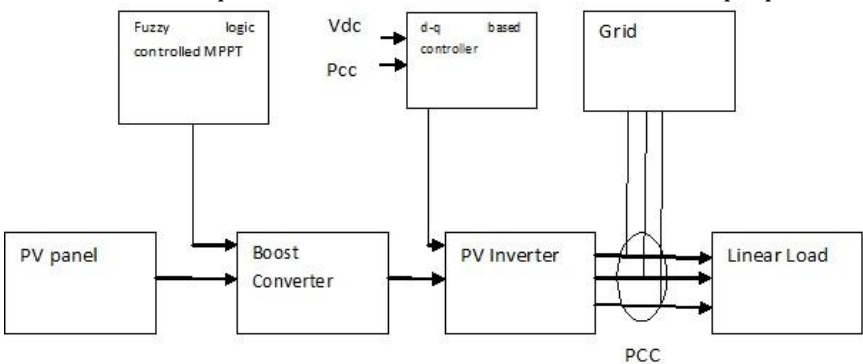 Fuzzy logic
controlled MPPT
Vdc
Pcc
d-q based
controller
Grid
PV panel
Boost
Converter
PV Inverter
Linear Load
PCC